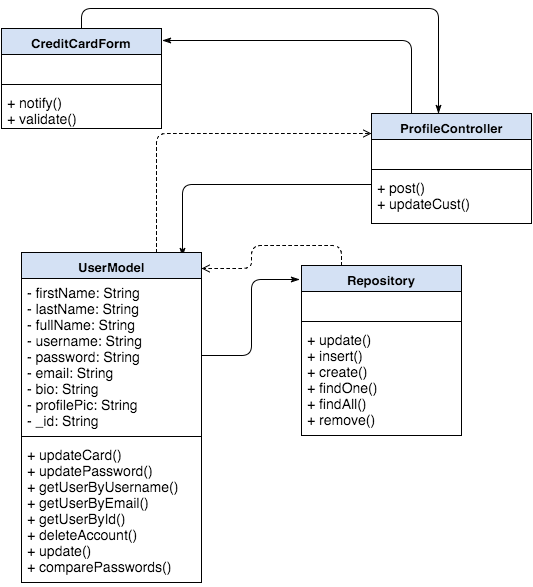 CreditCardForm
+ notify()
+ validate()
ProfileController
+ post()
+ updateCust()
UserModel
- firstName: String
- lastName: String
- fullName: String
- username: String
- password: String
- email: String
- bio: String
- profilePic: String
- _id: String
+ updateCard()
+ updatePassword()
+ getUserByUsername()
+ getUserByEmail()
+ getUserById()
+ deleteAccount()
+ update()
+ comparePasswords()
Repository
+ update()
+ insert()
+ create()
+ findOne()
+ findAll()
+ remove()